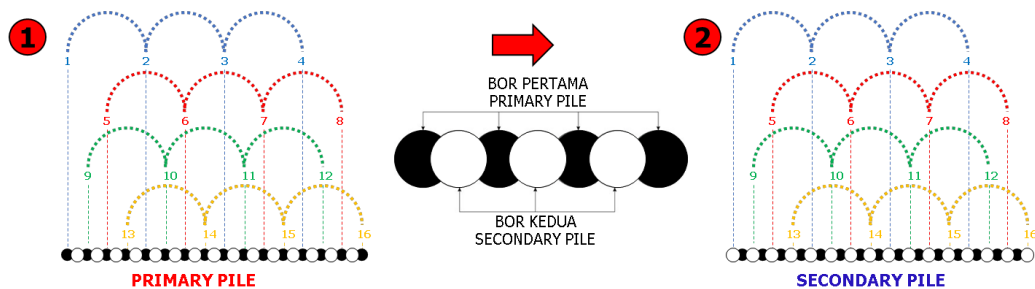 1
1 2 3 4
5 6 7 8
9 10 11 12
13 14 15 16
PRIMARY PILE
BOR PERTAMA
PRIMARY PILE
BOR KEDUA
SECONDARY PILE
2
1 2 3 4
5 6 7 8
9 10 11 12
13 14 15 16
SECONDARY PILE